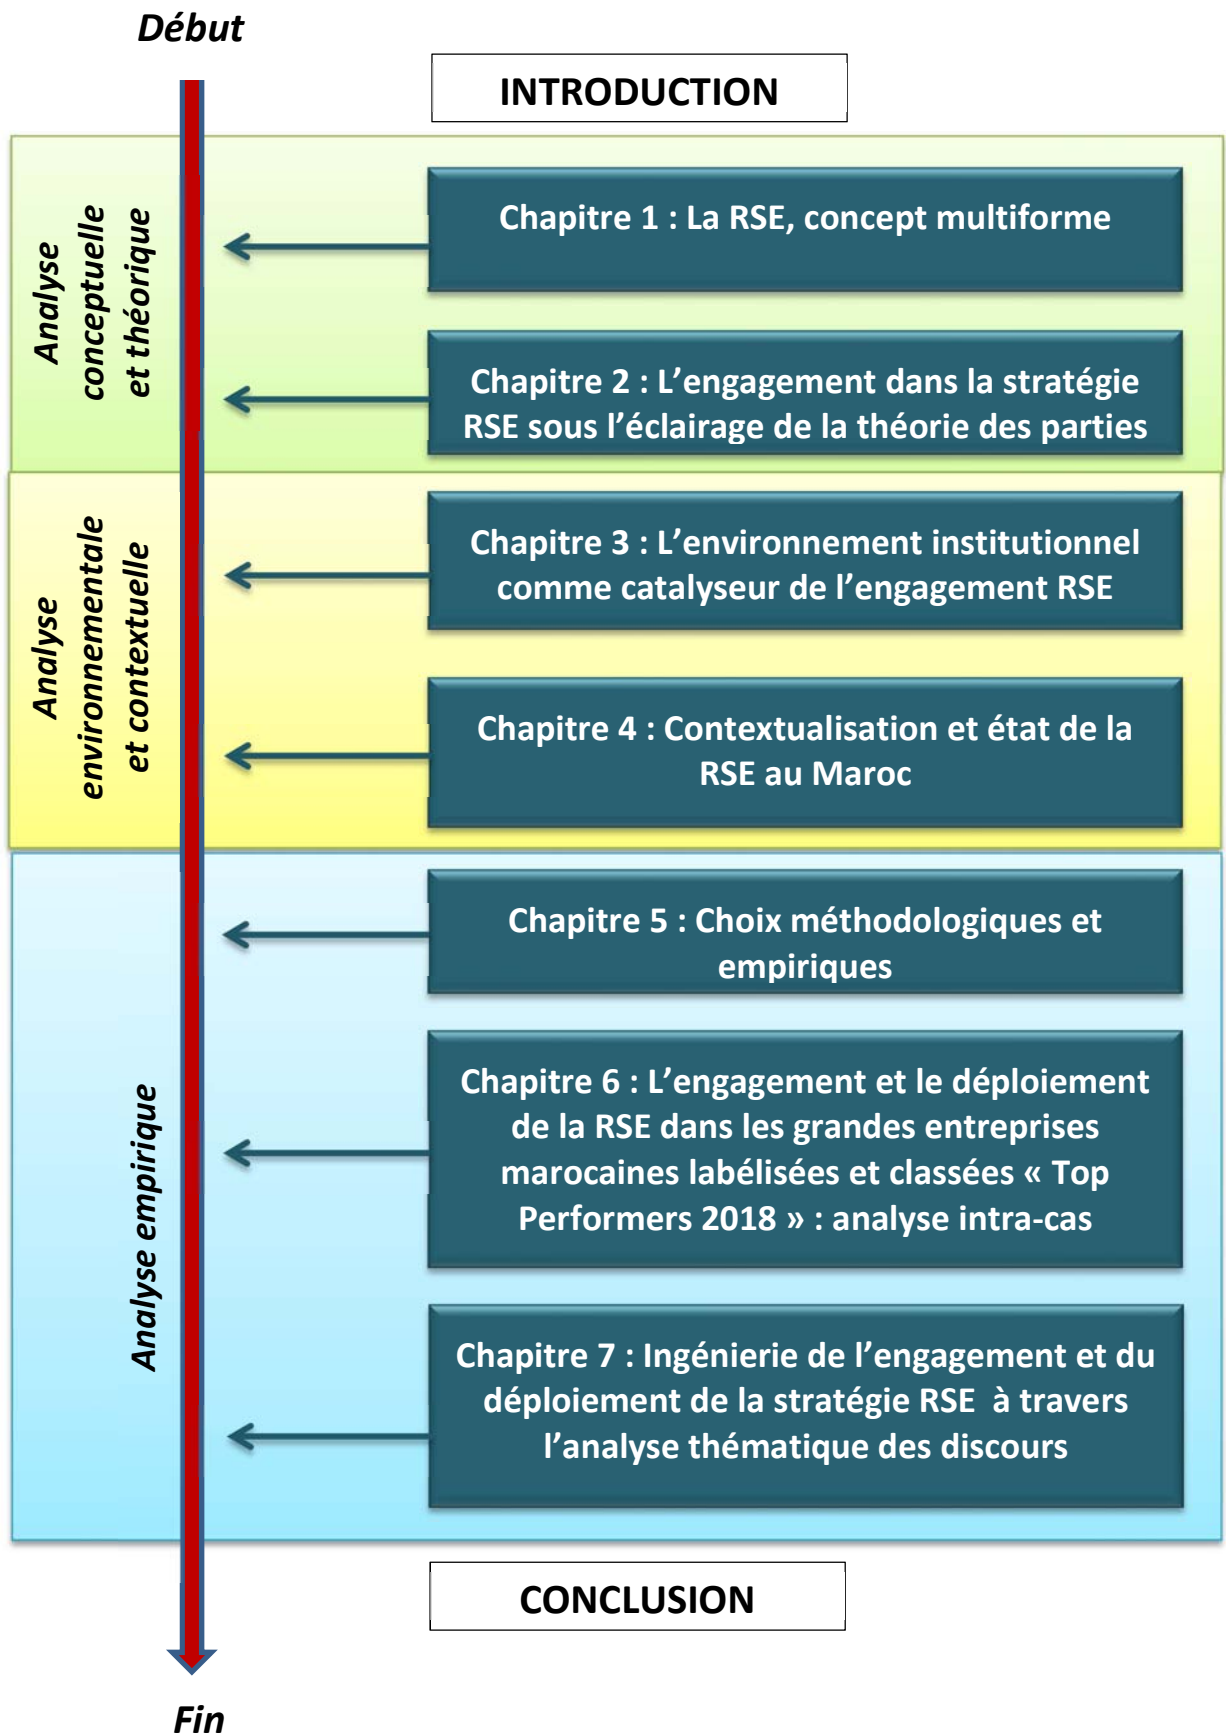 Début
INTRODUCTION
Analyse
conceptuelle
et théorique
Chapitre 1 : La RSE, concept multiforme
Chapitre 2 : L’engagement dans la stratégie
RSE sous l’éclairage de la théorie des parties
Analyse
environnementale
et contextuelle
Chapitre 3 : L’environnement institutionnel
comme catalyseur de l’engagement RSE
Chapitre 4 : Contextualisation et état de la
RSE au Maroc
Analyse empirique
Chapitre 5 : Choix méthodologiques et
empiriques
Chapitre 6 : L’engagement et le déploiement
de la RSE dans les grandes entreprises
marocaines labélisées et classées « Top
Performers 2018 » : analyse intra-cas
Chapitre 7 : Ingénierie de l’engagement et du
déploiement de la stratégie RSE à travers
l’analyse thématique des discours
CONCLUSION
Fin